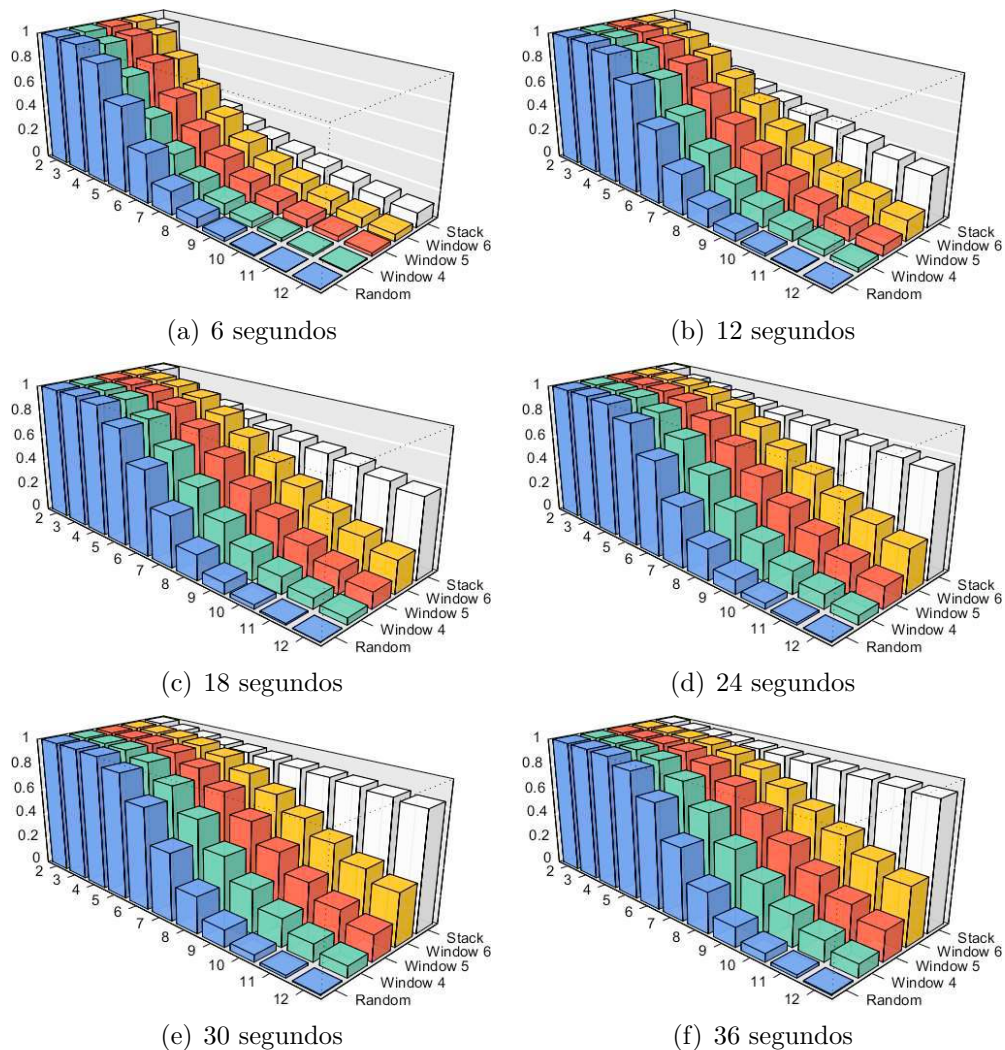 1
0.8
0.6
0.4
0.2
0
2
3
4
5
6
7
8
9
10
11
12
Stack
Window 6
Window 5
Window 4
Random
(a) 6 segundos
1
0.8
0.6
0.4
0.2
0
2
3
4
5
6
7
8
9
10
11
12
Stack
Window 6
Window 5
Window 4
Random
(b) 12 segundos
1
0.8
0.6
0.4
0.2
0
2
3
4
5
6
7
8
9
10
11
12
Stack
Window 6
Window 5
Window 4
Random
(c) 18 segundos
1
0.8
0.6
0.4
0.2
0
2
3
4
5
6
7
8
9
10
11
12
Stack
Window 6
Window 5
Window 4
Random
(d) 24 segundos
1
0.8
0.6
0.4
0.2
0
2
3
4
5
6
7
8
9
10
11
12
Stack
Window 6
Window 5
Window 4
Random
(e) 30 segundos
1
0.8
0.6
0.4
0.2
0
2
3
4
5
6
7
8
9
10
11
12
Stack
Window 6
Window 5
Window 4
Random
(f) 36 segundos